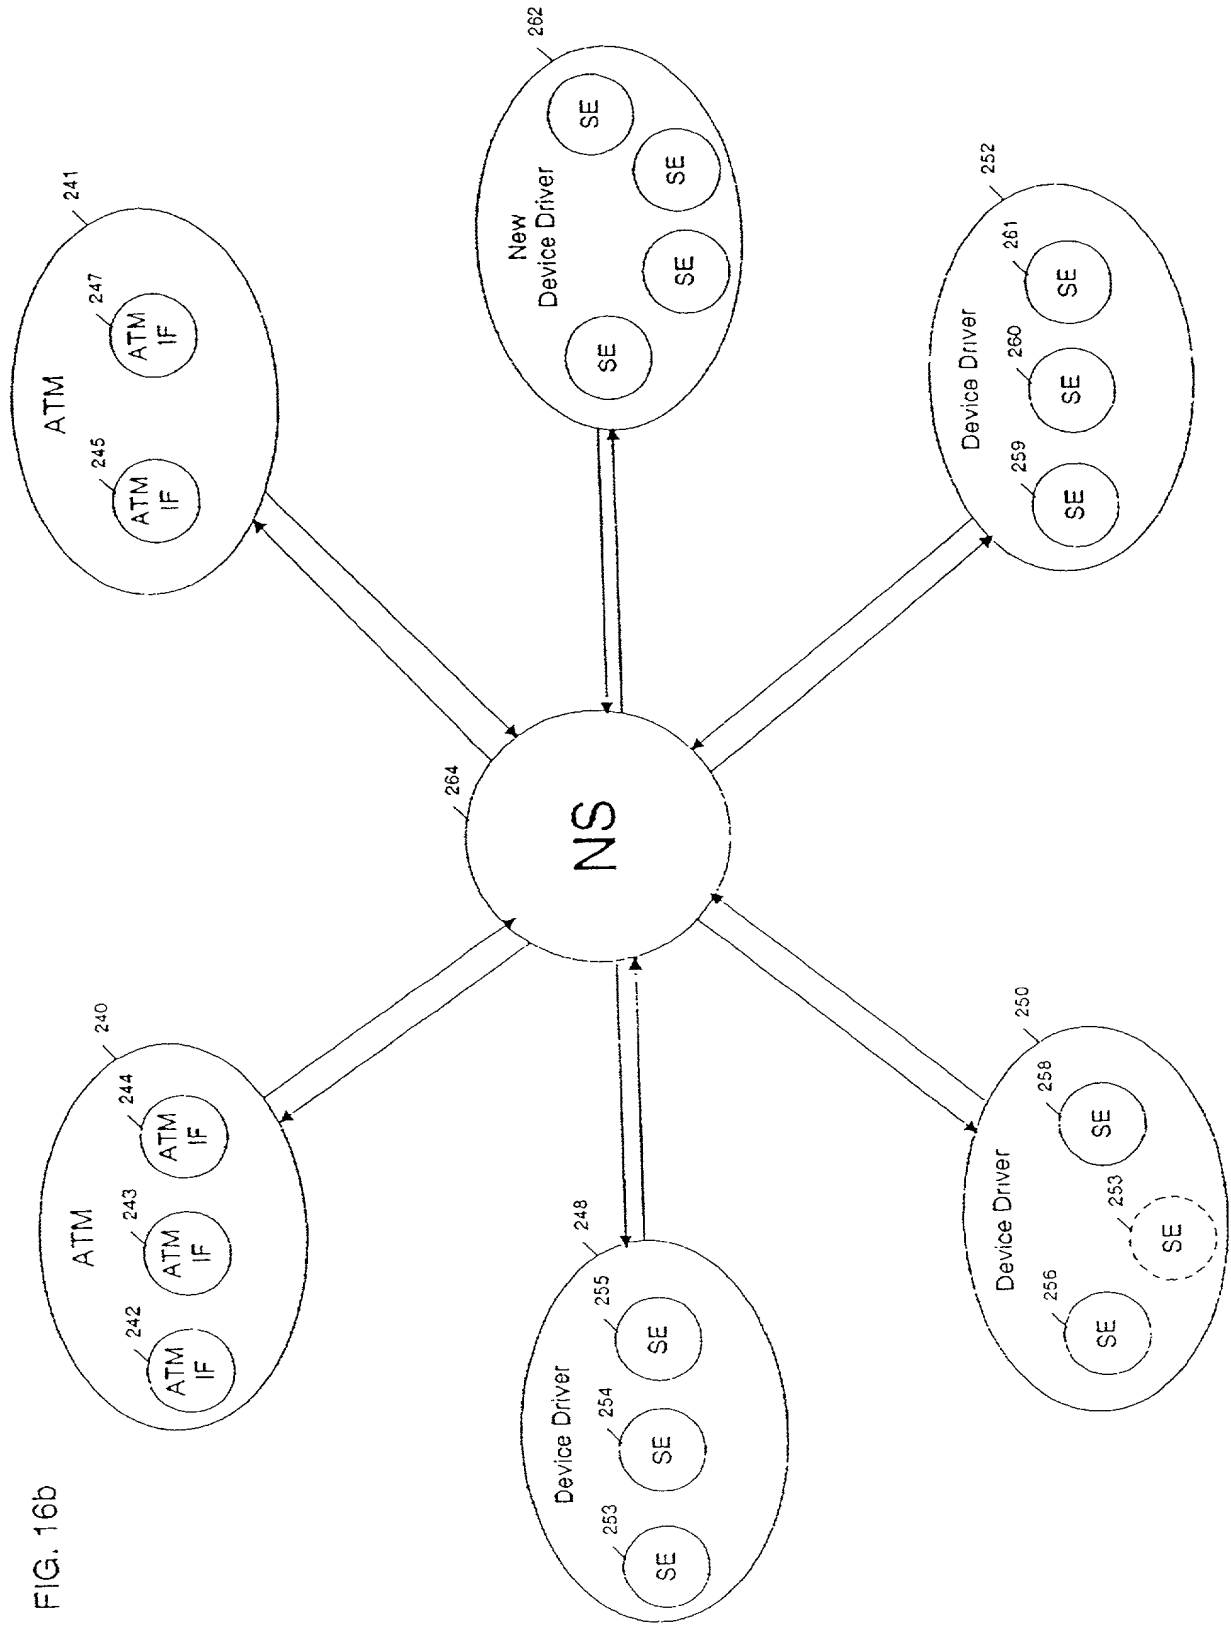 FIG. 16b
240
ATM
242
243
244
ATM
IF
ATM
IF
ATM
IF
241
ATM
245
247
ATM
IF
ATM
IF
248
Device Driver
253
254
255
SE
SE
SE
264
NS
262
New
Device Driver
SE
SE
SE
SE
250
Device Driver
256
258
SE
SE
253
SE
252
Device Driver
259
260
261
SE
SE
SE